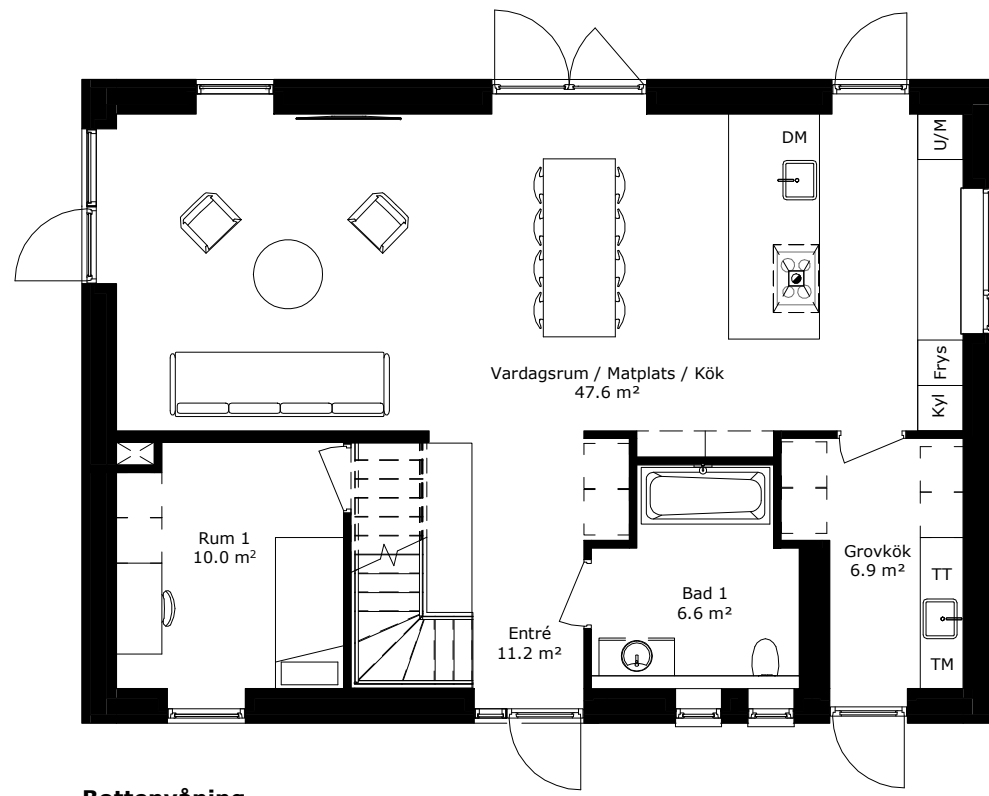 DM
U/M
Vardagsrum / Matplats / Kök
47.6 m²
Frys
Kyl
Rum 1
10.0 m²
Grovkök
6.9 m²
TT
Bad 1
6.6 m²
Entré
11.2 m²
TM
Bottenvåning